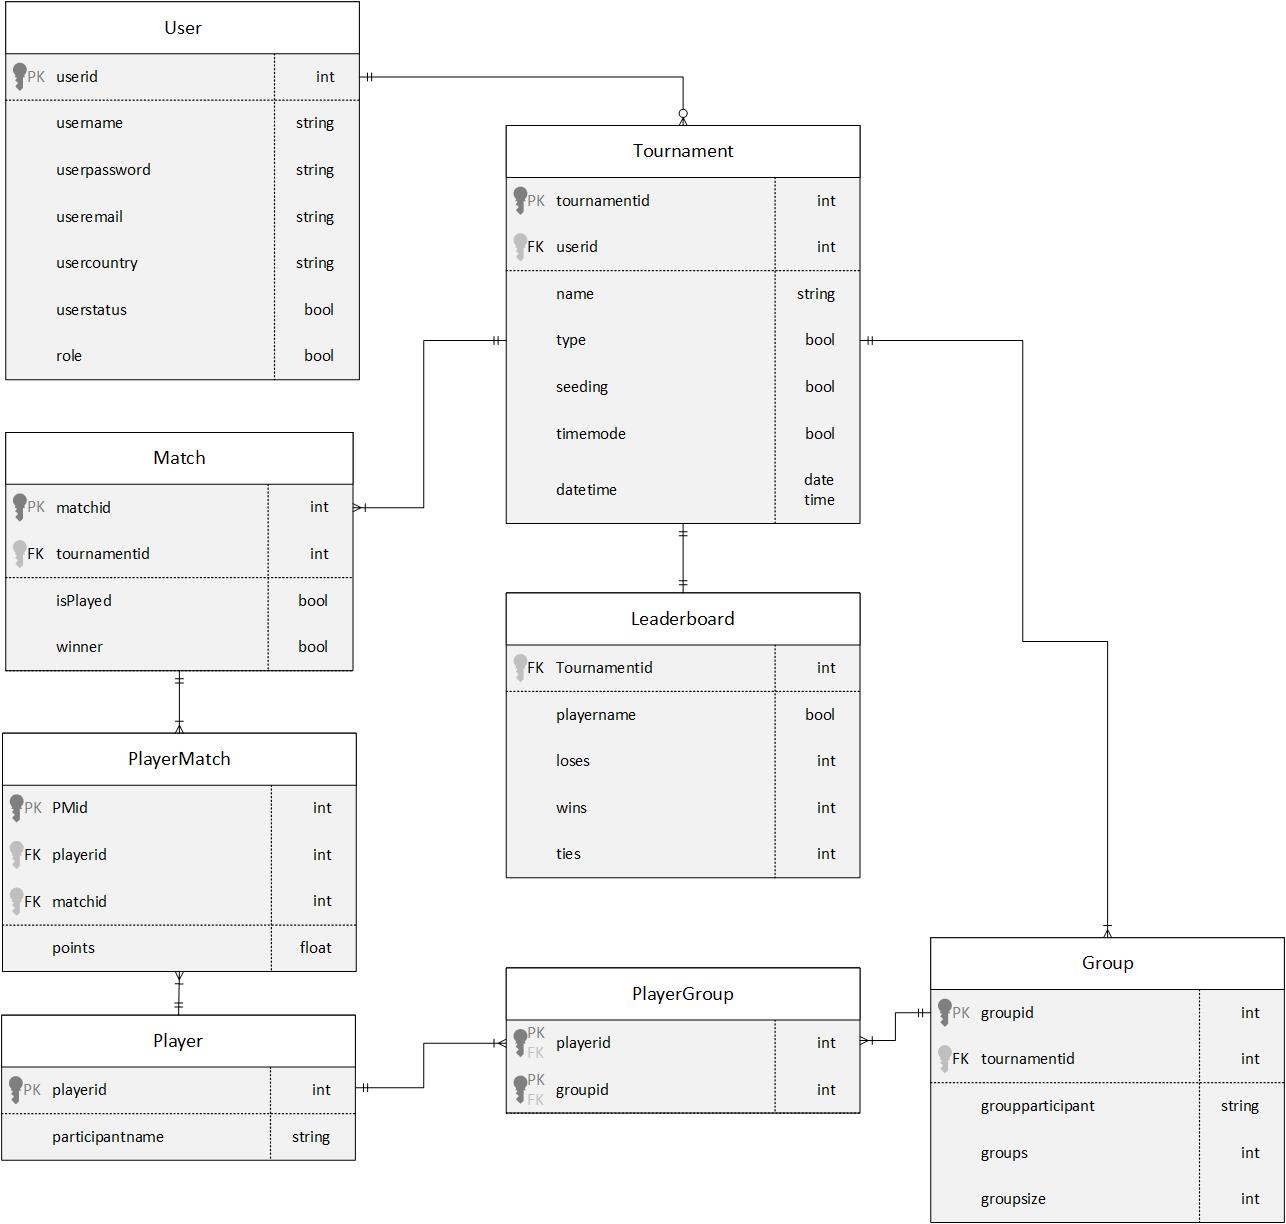 User
PK userid int
username string
userpassword string
useremail string
usercountry string
userstatus bool
role bool
Tournament
PK tournamentid int
FK userid int
name string
type bool
seeding bool
timemode bool
datetime date
time
Match
PK matchid int
FK tournamentid int
isPlayed bool
winner bool
Leaderboard
FK Tournamentid int
playername bool
loses int
wins int
ties int
PlayerMatch
PK PMid int
FK playerid int
FK matchid int
points float
Player
PK playerid int
participantname string
PlayerGroup
PK
FK playerid int
PK
FK groupid int
Group
PK groupid int
FK tournamentid int
groupparticipant string
groups int
groupsize int